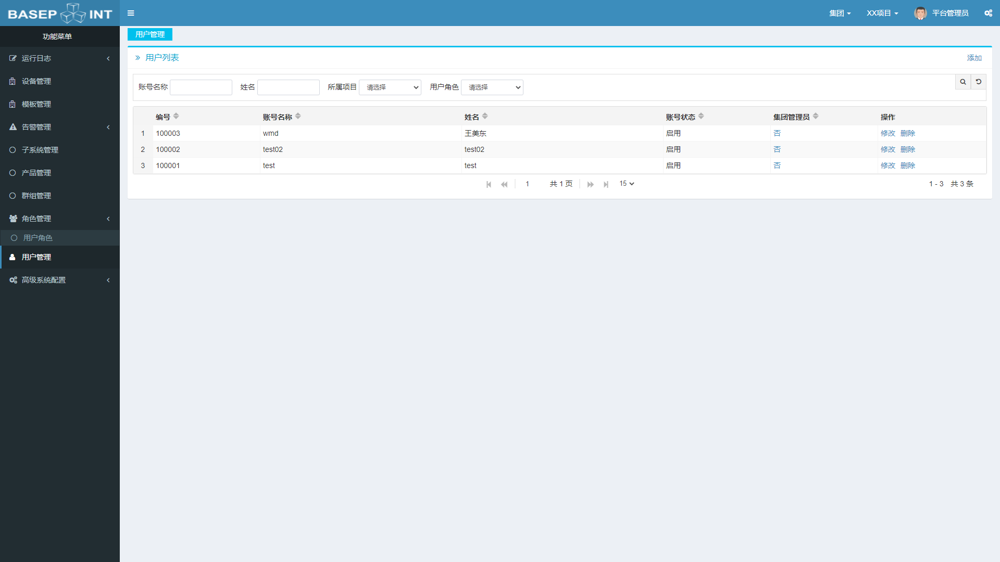 BASEP INT
集团
XX项目
平台管理员
功能菜单
运行日志
设备管理
模板管理
告警管理
子系统管理
产品管理
群组管理
角色管理
用户角色
用户管理
高级系统配置
用户管理
用户列表
添加
账号名称 姓名 所属项目 请选择 用户角色 请选择
编号 账号名称 姓名 账号状态 集团管理员 操作
1 100003 wmd 王美东 启用 否 修改 删除
2 100002 test02 test02 启用 否 修改 删除
3 100001 test test 启用 否 修改 删除
1 共 1 页 15 1 - 3 共 3 条